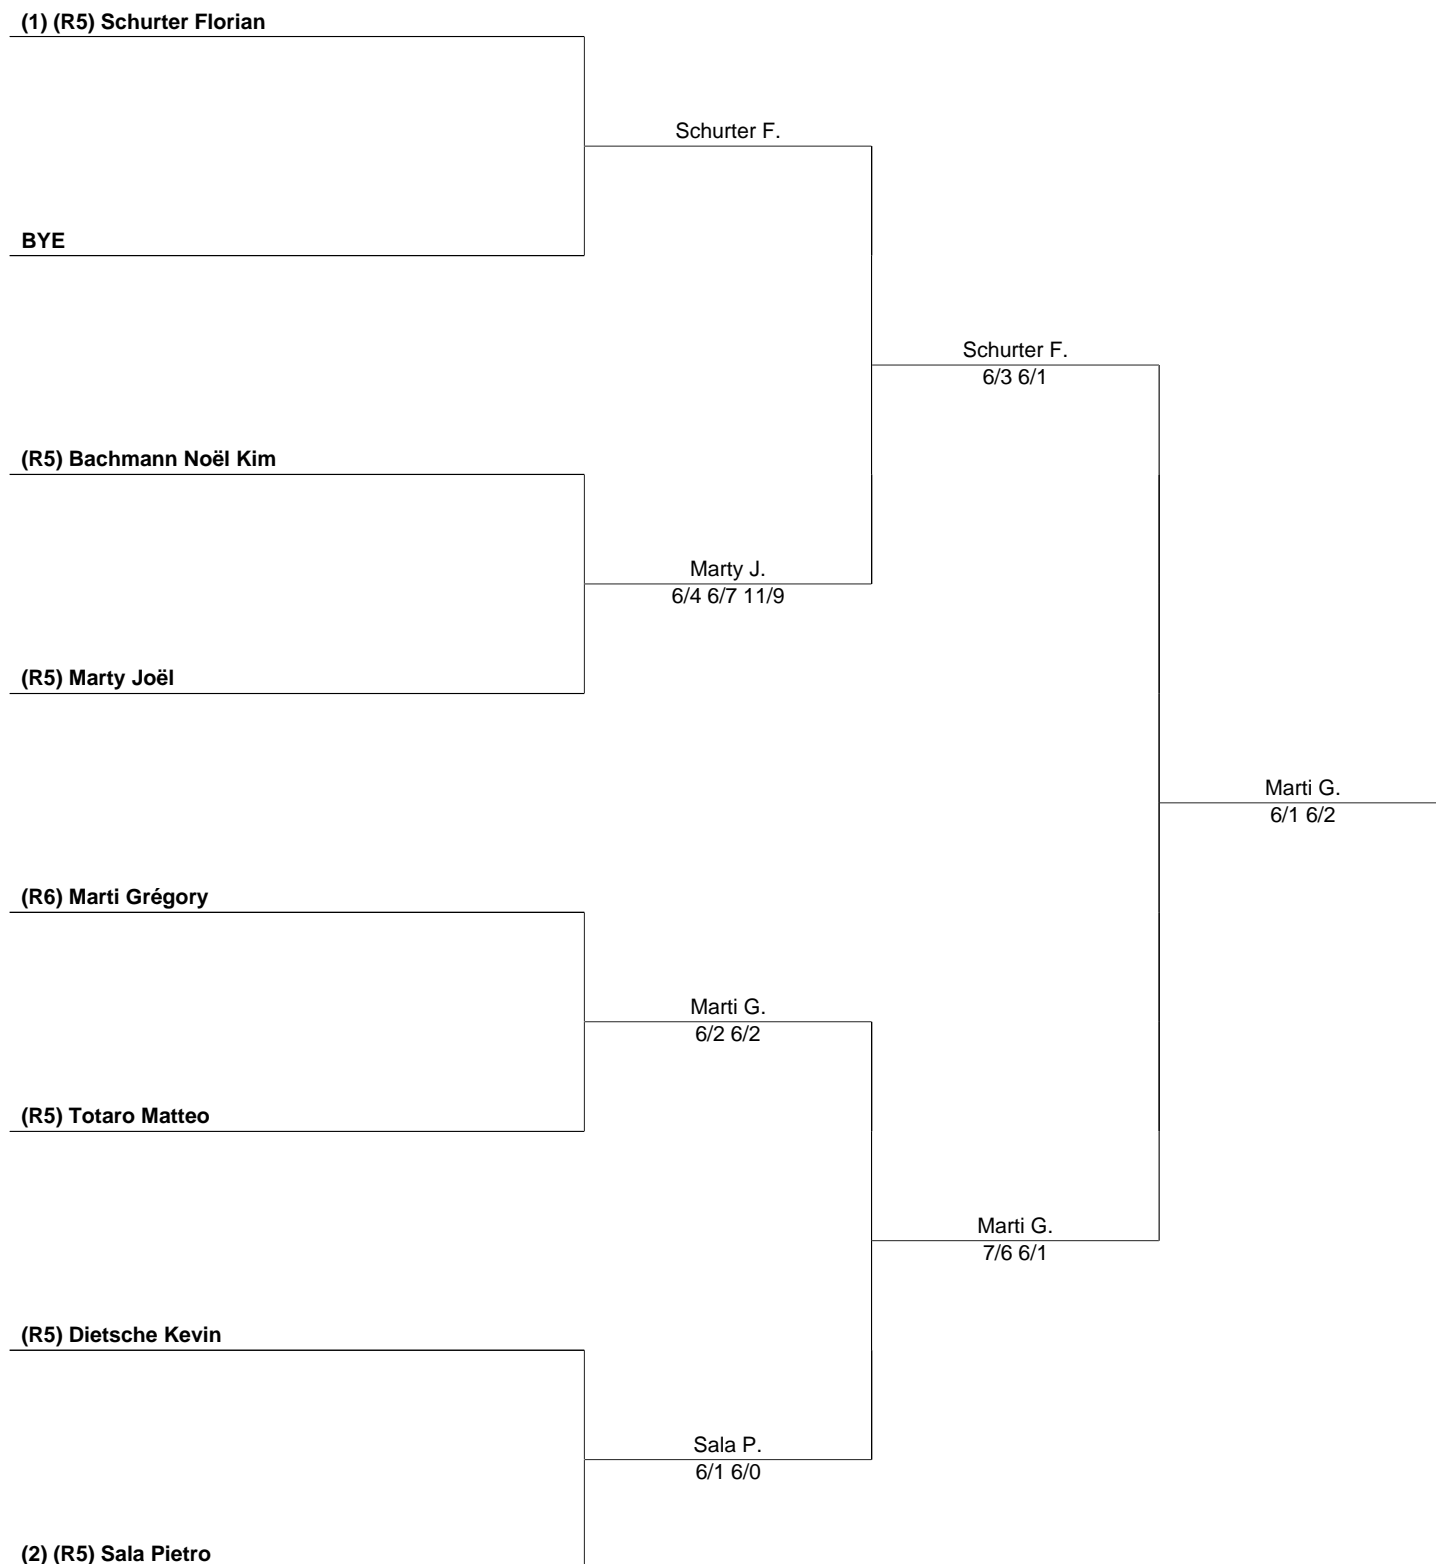 (1) (R5) Schurter Florian
Schurter F.
BYE
Schurter F.
6/3 6/1
(R5) Bachmann Noël Kim
Marty J.
6/4 6/7 11/9
(R5) Marty Joël
Marti G.
6/1 6/2
(R6) Marti Grégory
Marti G.
6/2 6/2
(R5) Totaro Matteo
Marti G.
7/6 6/1
(R5) Dietsche Kevin
Sala P.
6/1 6/0
(2) (R5) Sala Pietro